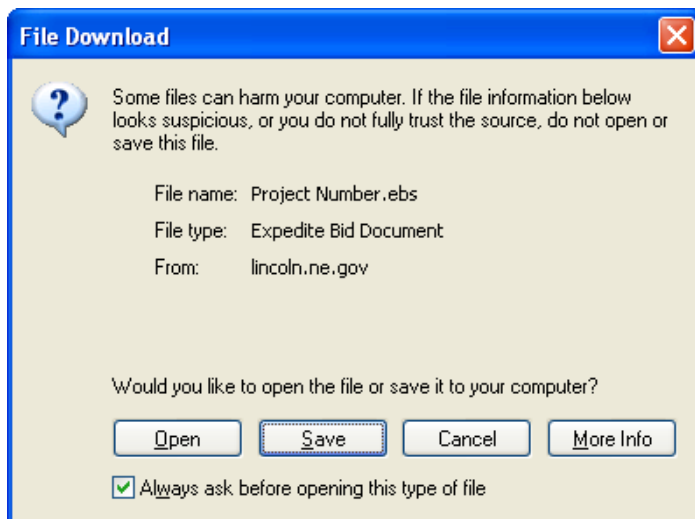 File Download
Some files can harm your computer. If the file information below
looks suspicious, or you do not fully trust the source, do not open or
save this file.
File name: Project Number.ebs
File type: Expedite Bid Document
From: lincoln.ne.gov
Would you like to open the file or save it to your computer?
Open Save Cancel More Info
Always ask before opening this type of file